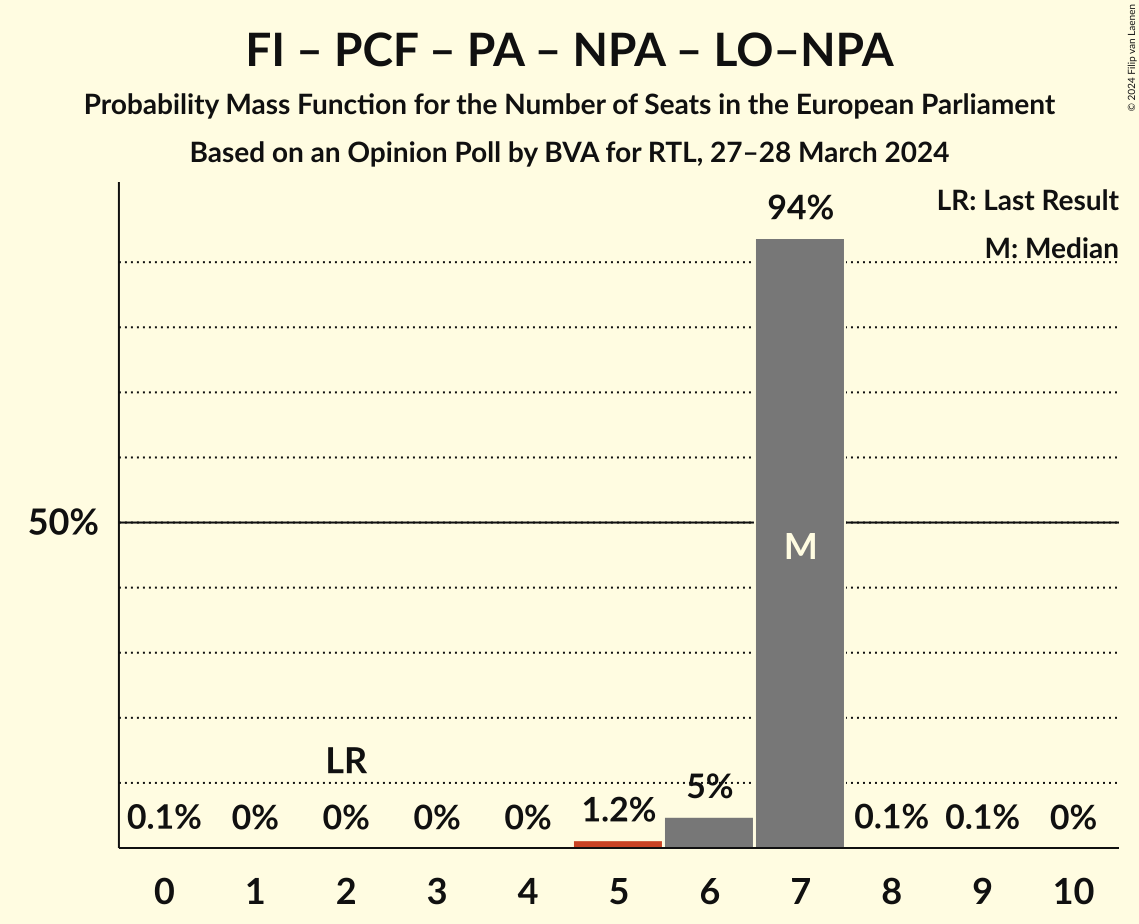 FI – PCF – PA – NPA – LO–NPA
Probability Mass Function for the Number of Seats in the European Parliament
Based on an Opinion Poll by BVA for RTL, 27–28 March 2024
© 2024 Filip van Laenen
LR: Last Result
M: Median
94%
50%
M
LR
0.1% 0% 0% 0% 0% 1.2% 5% 0.1% 0.1% 0%
0 1 2 3 4 5 6 7 8 9 10